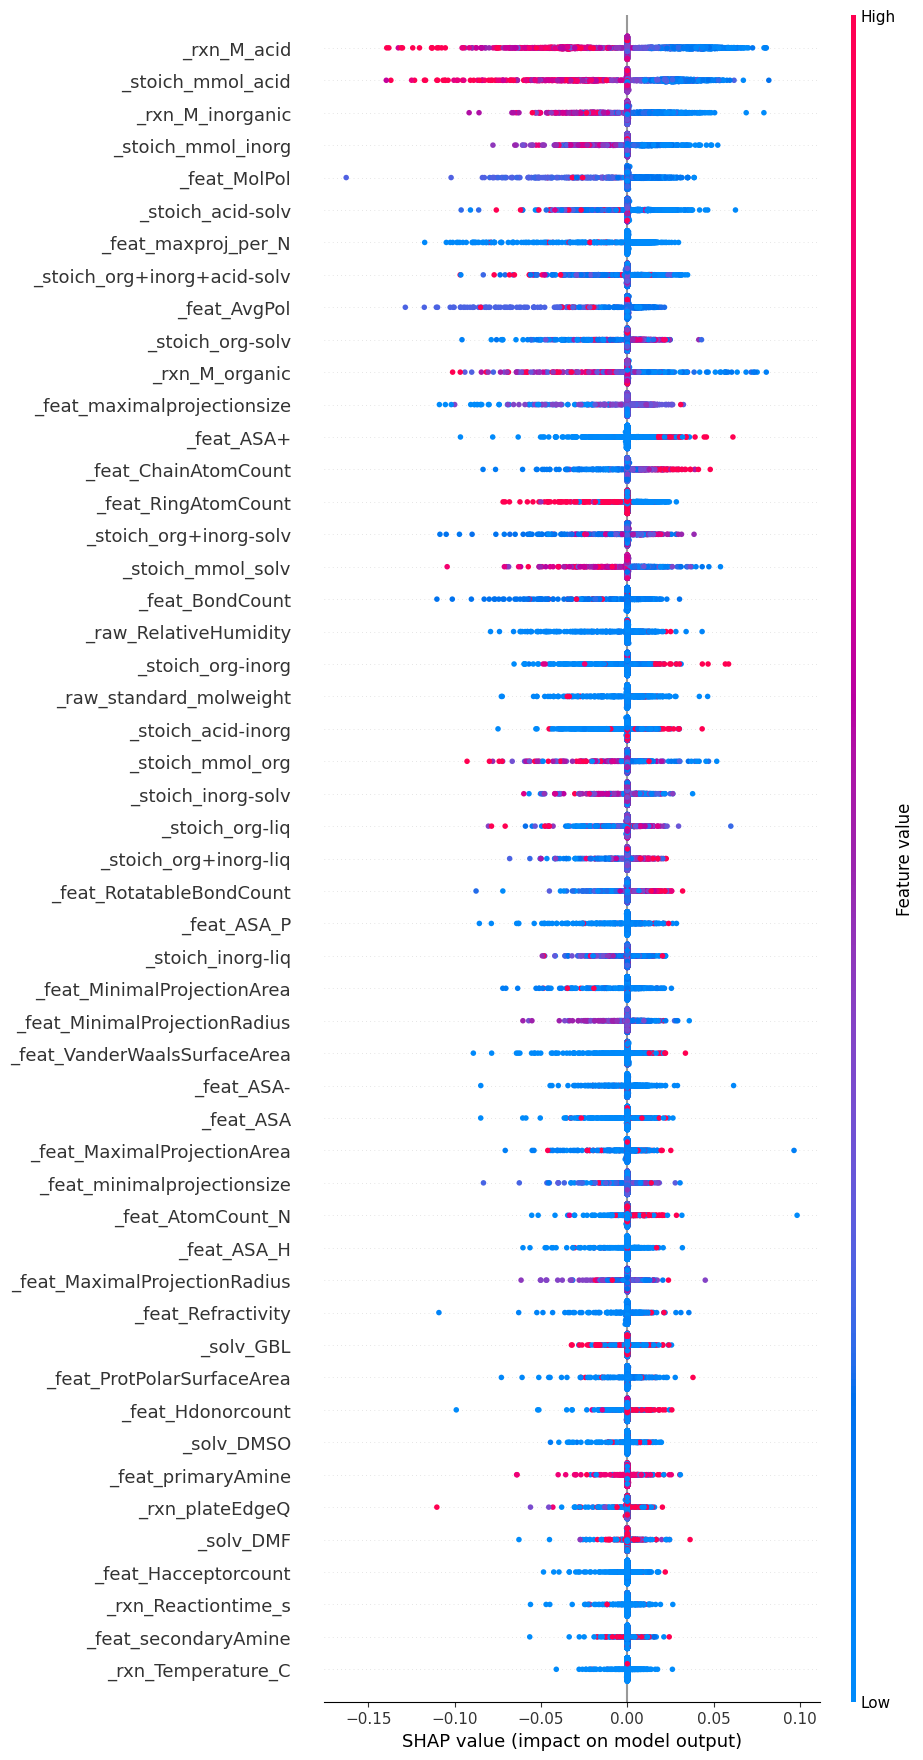 High
_rxn_M_acid
_stoich_mmol_acid
_rxn_M_inorganic
_stoich_mmol_inorg
_feat_MolPol
_stoich_acid-solv
_feat_maxproj_per_N
_stoich_org+inorg+acid-solv
_feat_AvgPol
_stoich_org-solv
_rxn_M_organic
_feat_maximalprojectionsize
_feat_ASA+
_feat_ChainAtomCount
_feat_RingAtomCount
_stoich_org+inorg-solv
_stoich_mmol_solv
_feat_BondCount
_raw_RelativeHumidity
_stoich_org-inorg
_raw_standard_molweight
_stoich_acid-inorg
_stoich_mmol_org
_stoich_inorg-solv
_stoich_org-liq
_stoich_org+inorg-liq
_feat_RotatableBondCount
_feat_ASA_P
_stoich_inorg-liq
_feat_MinimalProjectionArea
_feat_MinimalProjectionRadius
_feat_VanderWaalsSurfaceArea
_feat_ASA-
_feat_ASA
_feat_MaximalProjectionArea
_feat_minimalprojectionsize
_feat_AtomCount_N
_feat_ASA_H
_feat_MaximalProjectionRadius
_feat_Refractivity
_solv_GBL
_feat_ProtPolarSurfaceArea
_feat_Hdonorcount
_solv_DMSO
_feat_primaryAmine
_rxn_plateEdgeQ
_solv_DMF
_feat_Hacceptorcount
_rxn_Reactiontime_s
_feat_secondaryAmine
_rxn_Temperature_C
Feature value
Low
−0.15 −0.10 −0.05 0.00 0.05 0.10
SHAP value (impact on model output)